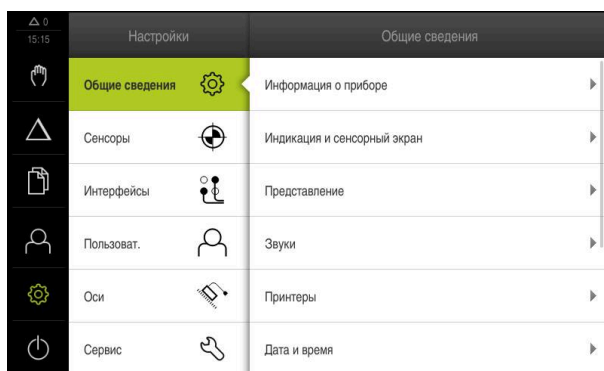 0
15:15
Настройки
Общие сведения
Общие сведения
Информация о приборе
Сенсоры
Индикация и сенсорный экран
Интерфейсы
Представление
Пользоват.
Звуки
Оси
Принтеры
Сервис
Дата и время